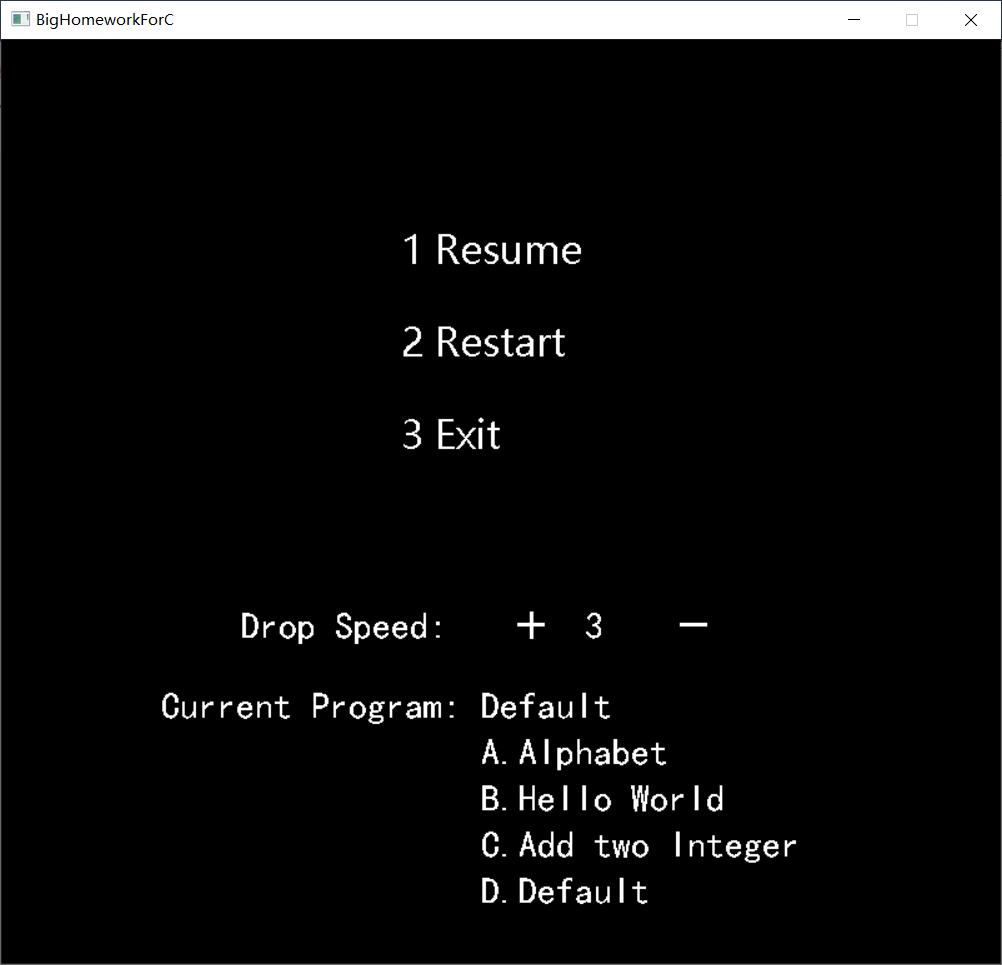 BigHomeworkForC
1 Resume
2 Restart
3 Exit
Drop Speed: + 3 −
Current Program: Default
A.Alphabet
B.Hello World
C.Add two Integer
D.Default